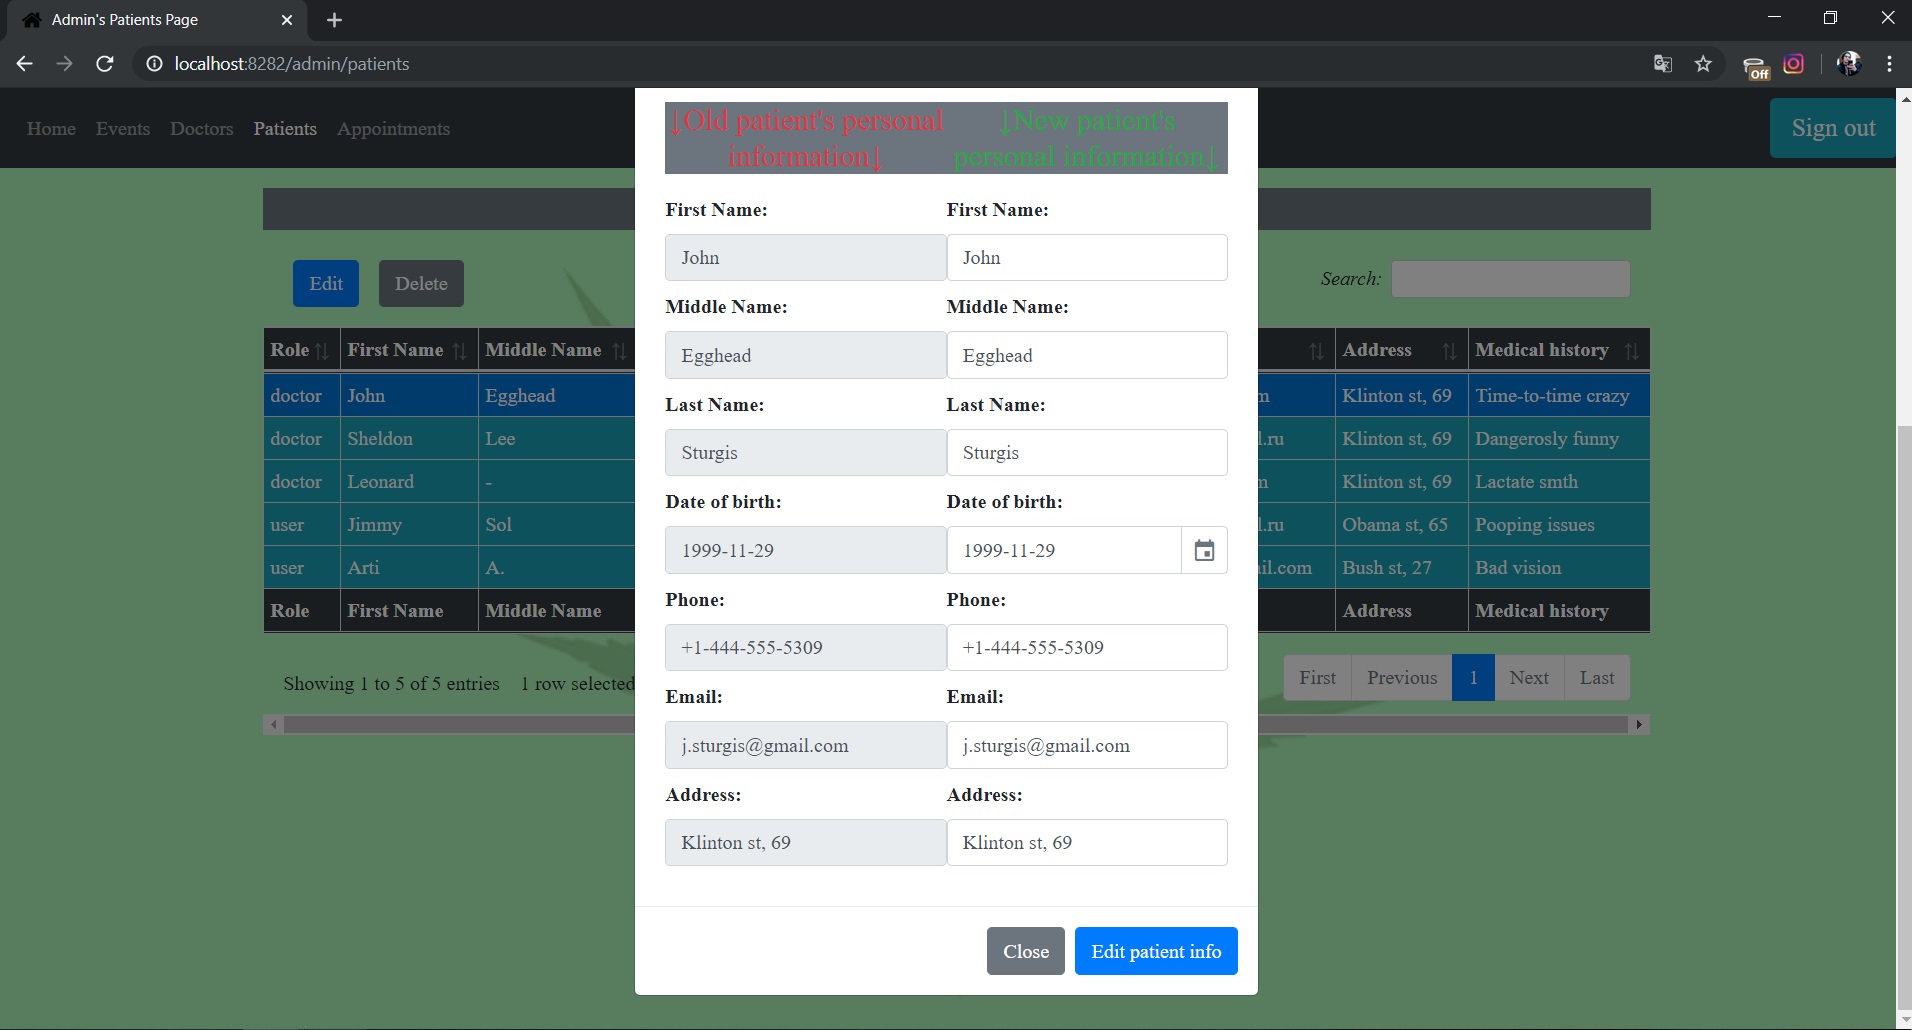 Admin's Patients Page
localhost:8282/admin/patients
Off
Home Events Doctors Patients Appointments
Sign out
↓Old patient's personal information↓
↓New patient's personal information↓
First Name: First Name:
John John
Middle Name: Middle Name:
Egghead Egghead
Last Name: Last Name:
Sturgis Sturgis
Date of birth: Date of birth:
1999-11-29 1999-11-29
Phone: Phone:
+1-444-555-5309 +1-444-555-5309
Email: Email:
j.sturgis@gmail.com j.sturgis@gmail.com
Address: Address:
Klinton st, 69 Klinton st, 69
Close Edit patient info
Edit Delete
Search:
Role First Name Middle Name Address Medical history
doctor John Egghead m Klinton st, 69 Time-to-time crazy
doctor Sheldon Lee l.ru Klinton st, 69 Dangerosly funny
doctor Leonard - m Klinton st, 69 Lactate smth
user Jimmy Sol l.ru Obama st, 65 Pooping issues
user Arti A. il.com Bush st, 27 Bad vision
Role First Name Middle Name Address Medical history
Showing 1 to 5 of 5 entries 1 row selected
First Previous 1 Next Last